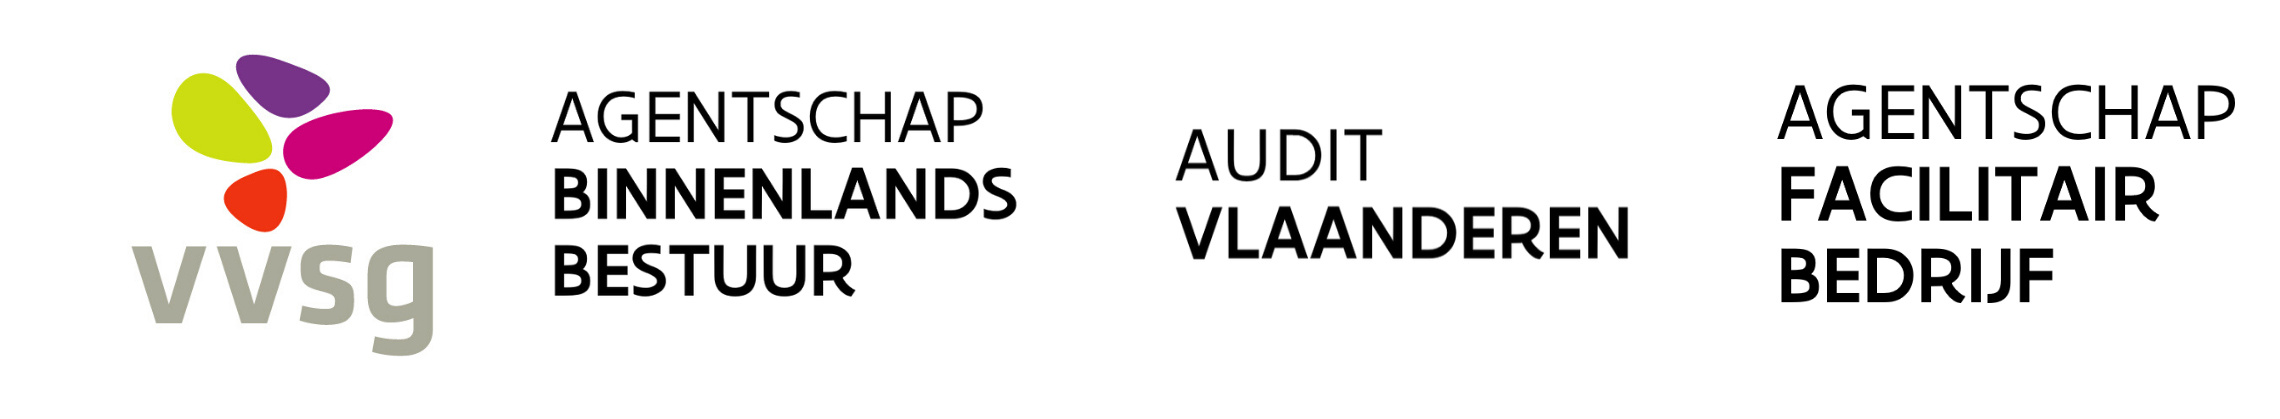 vvsg
AGENTSCHAP
BINNENLANDS
BESTUUR
AUDIT
VLAANDEREN
AGENTSCHAP
FACILITAIR
BEDRIJF